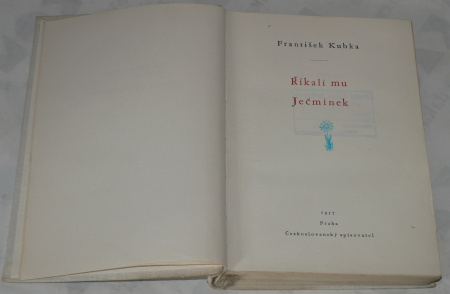 František Kubka
Říkali mu
Ječmínek
1957
Praha
Československý spisovatel